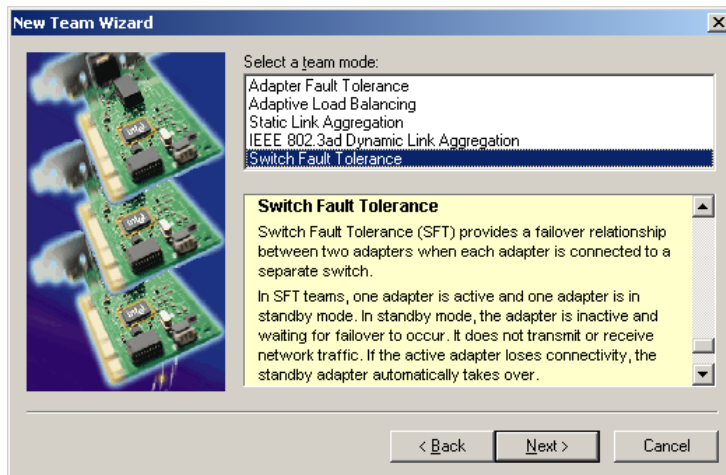 New Team Wizard
Select a team mode:
Adapter Fault Tolerance
Adaptive Load Balancing
Static Link Aggregation
IEEE 802.3ad Dynamic Link Aggregation
Switch Fault Tolerance
Switch Fault Tolerance
Switch Fault Tolerance (SFT) provides a failover relationship
between two adapters when each adapter is connected to a
separate switch.
In SFT teams, one adapter is active and one adapter is in
standby mode. In standby mode, the adapter is inactive and
waiting for failover to occur. It does not transmit or receive
network traffic. If the active adapter loses connectivity, the
standby adapter automatically takes over.
< Back
Next >
Cancel